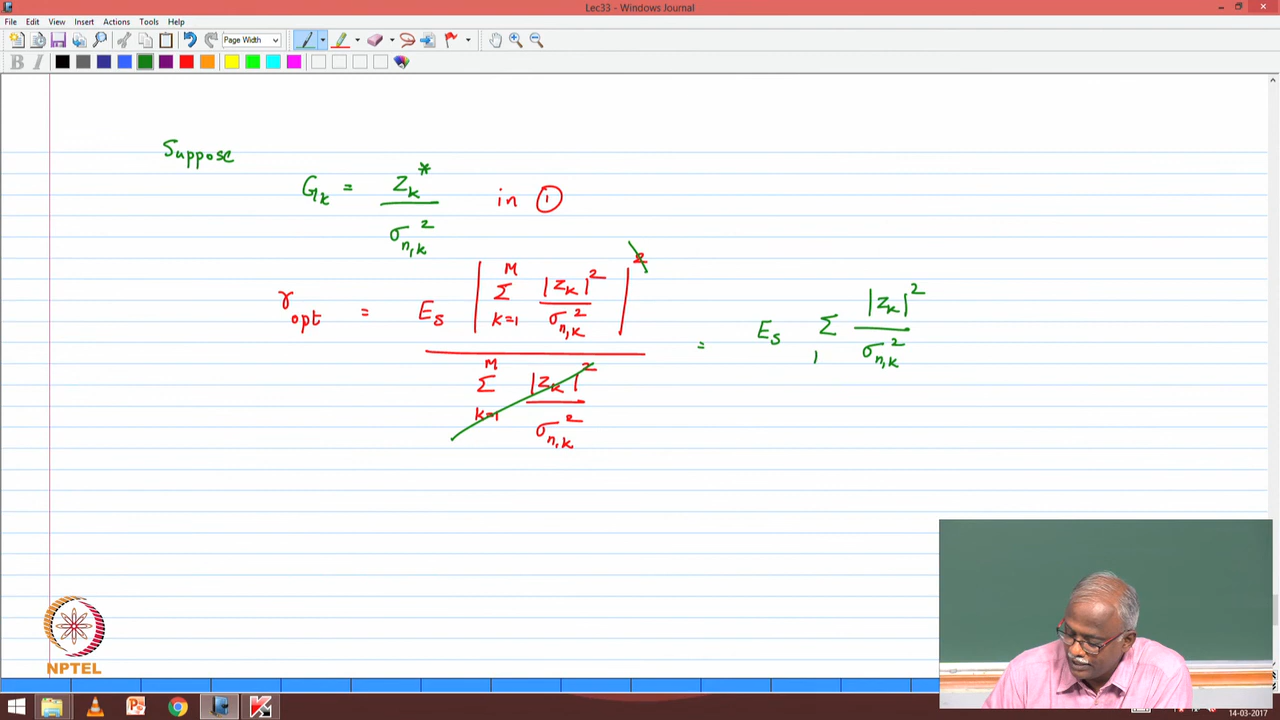 Lec33 - Windows Journal
File Edit View Insert Actions Tools Help
Page Width
B I
Suppose
G_k = Z_k^* / σ_{n,k}^2 in ①
γ_opt = E_s |Σ_{k=1}^{M} |Z_k|^2 / σ_{n,k}^2|^2 / Σ_{k=1}^{M} |Z_k|^2 / σ_{n,k}^2 = E_s Σ_1 |Z_k|^2 / σ_{n,k}^2
NPTEL
14-03-2017